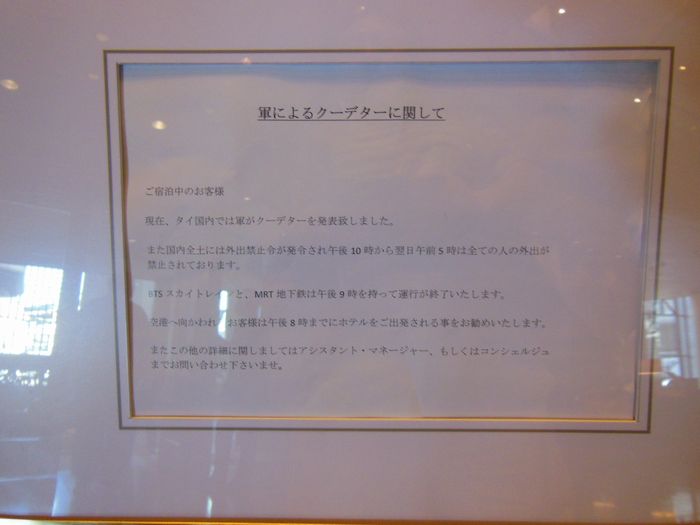 軍によるクーデターに関して
ご宿泊中のお客様
現在、タイ国内では軍がクーデターを発表致しました。
また国内全土には外出禁止令が発令され午後 10 時から翌日午前 5 時は全ての人の外出が
禁止されております。
BTS スカイトレインと、MRT 地下鉄は午後 9 時を持って運行が終了いたします。
空港へ向かわれ お客様は午後 8 時までにホテルをご出発される事をお勧めいたします。
またこの他の詳細に関しましてはアシスタント・マネージャー、もしくはコンシェルジュ
までお問い合わせ下さいませ。